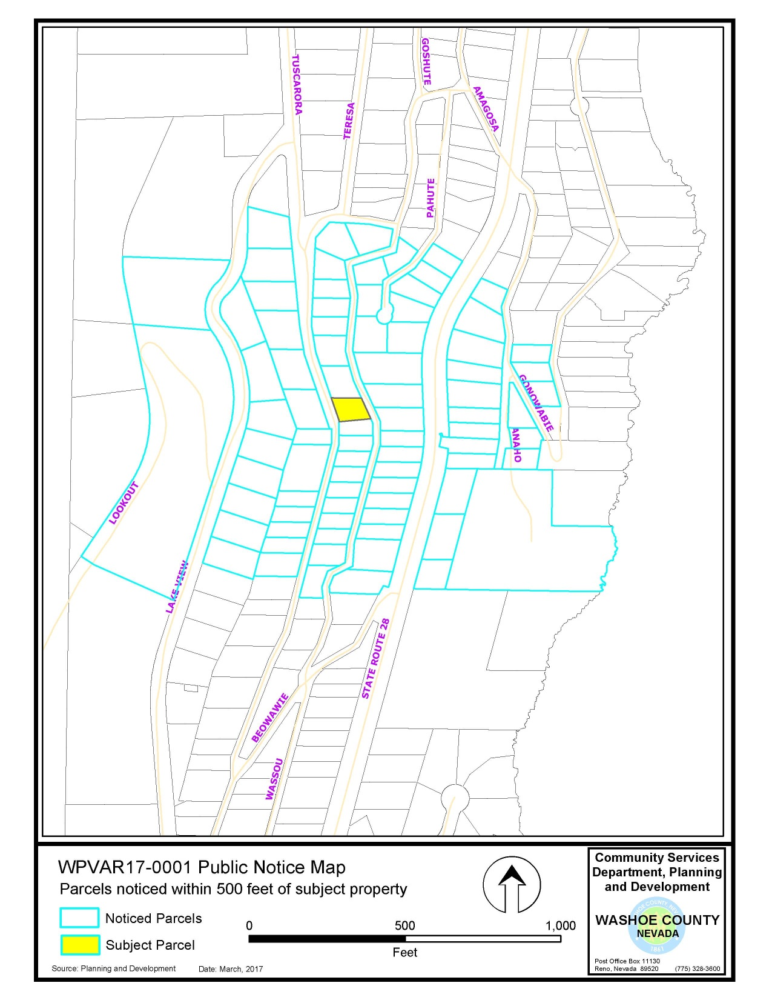 TUSCARORA
TERESA
GOSHUTE
AMAGOSA
PAHUTE
GONOWABIE
ANAHO
LOOKOUT
LAKE VIEW
STATE ROUTE 28
BEOWAWIE
WASSOU
WPVAR17-0001 Public Notice Map
Parcels noticed within 500 feet of subject property
Noticed Parcels
Subject Parcel
0 500 1,000
Feet
Source: Planning and Development Date: March, 2017
Community Services
Department, Planning
and Development
WASHOE COUNTY
NEVADA
1861
Post Office Box 11130
Reno, Nevada 89520 (775) 328-3600